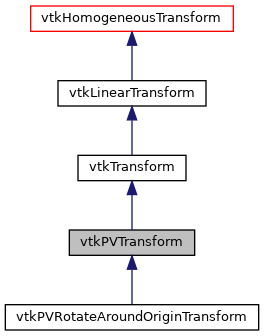 vtkHomogeneousTransform
vtkLinearTransform
vtkTransform
vtkPVTransform
vtkPVRotateAroundOriginTransform